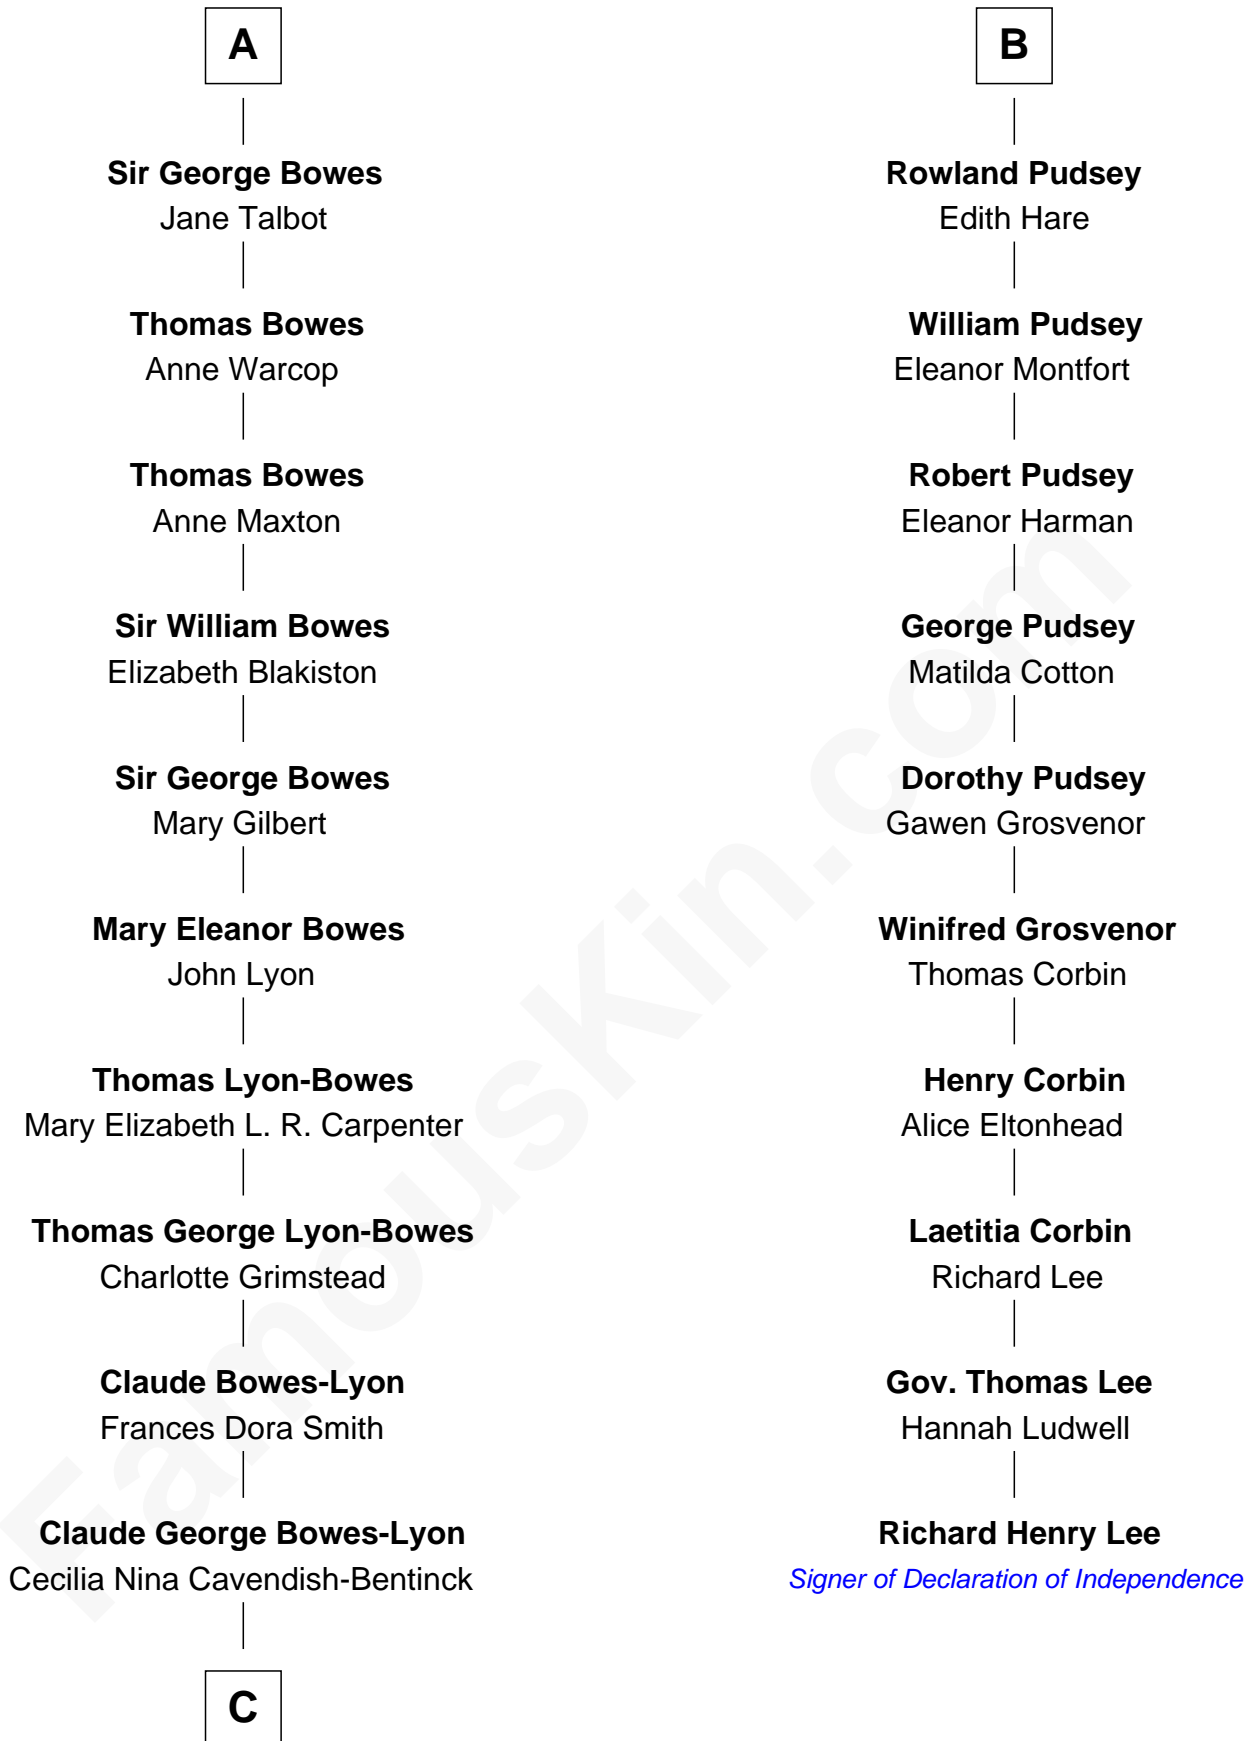 A
Sir George Bowes
Jane Talbot
Thomas Bowes
Anne Warcop
Thomas Bowes
Anne Maxton
Sir William Bowes
Elizabeth Blakiston
Sir George Bowes
Mary Gilbert
Mary Eleanor Bowes
John Lyon
Thomas Lyon-Bowes
Mary Elizabeth L. R. Carpenter
Thomas George Lyon-Bowes
Charlotte Grimstead
Claude Bowes-Lyon
Frances Dora Smith
Claude George Bowes-Lyon
Cecilia Nina Cavendish-Bentinck
C
B
Rowland Pudsey
Edith Hare
William Pudsey
Eleanor Montfort
Robert Pudsey
Eleanor Harman
George Pudsey
Matilda Cotton
Dorothy Pudsey
Gawen Grosvenor
Winifred Grosvenor
Thomas Corbin
Henry Corbin
Alice Eltonhead
Laetitia Corbin
Richard Lee
Gov. Thomas Lee
Hannah Ludwell
Richard Henry Lee
Signer of Declaration of Independence
FamousKin.com